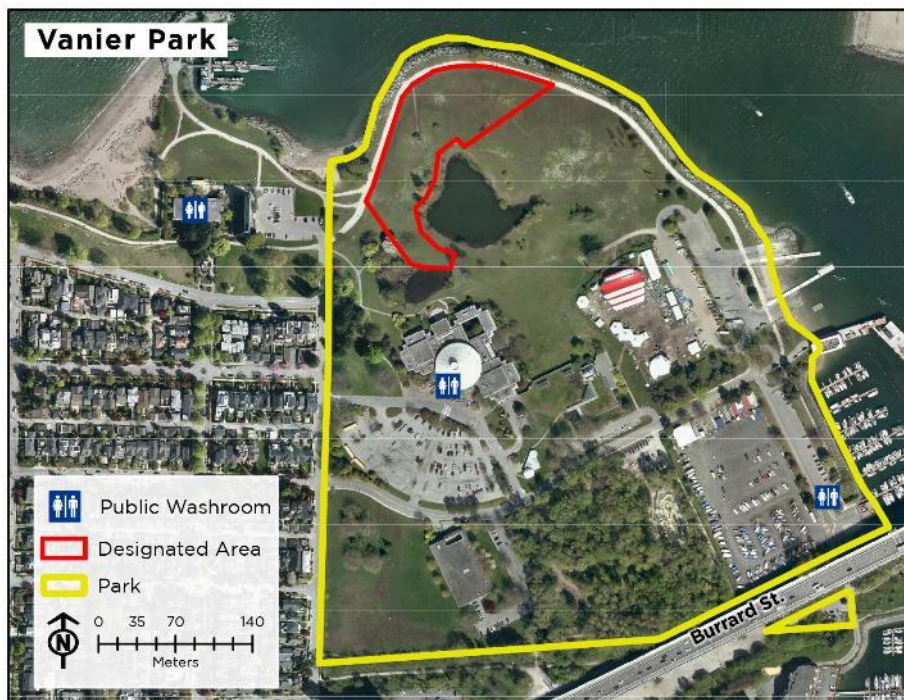 Vanier Park
Public Washroom
Designated Area
Park
N
0 35 70 140
Meters
Burrard St.